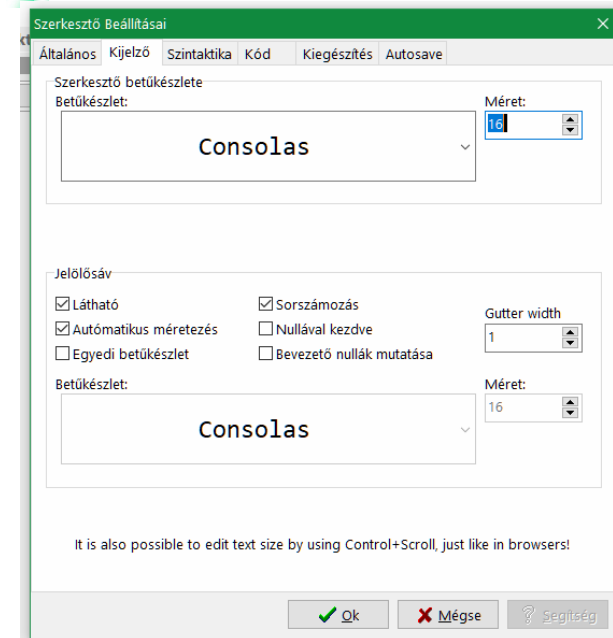 Szerkesztő Beállításai
Általános Kijelző Szintaktika Kód Kiegészítés Autosave
Szerkesztő betűkészlete
Betűkészlet: Méret:
Consolas 16
Jelölősáv
Látható Sorszámozás Gutter width
Autómatikus méretezés Nullával kezdve 1
Egyedi betűkészlet Bevezető nullák mutatása
Betűkészlet: Méret:
Consolas 16
It is also possible to edit text size by using Control+Scroll, just like in browsers!
Ok Mégse ? Segítség